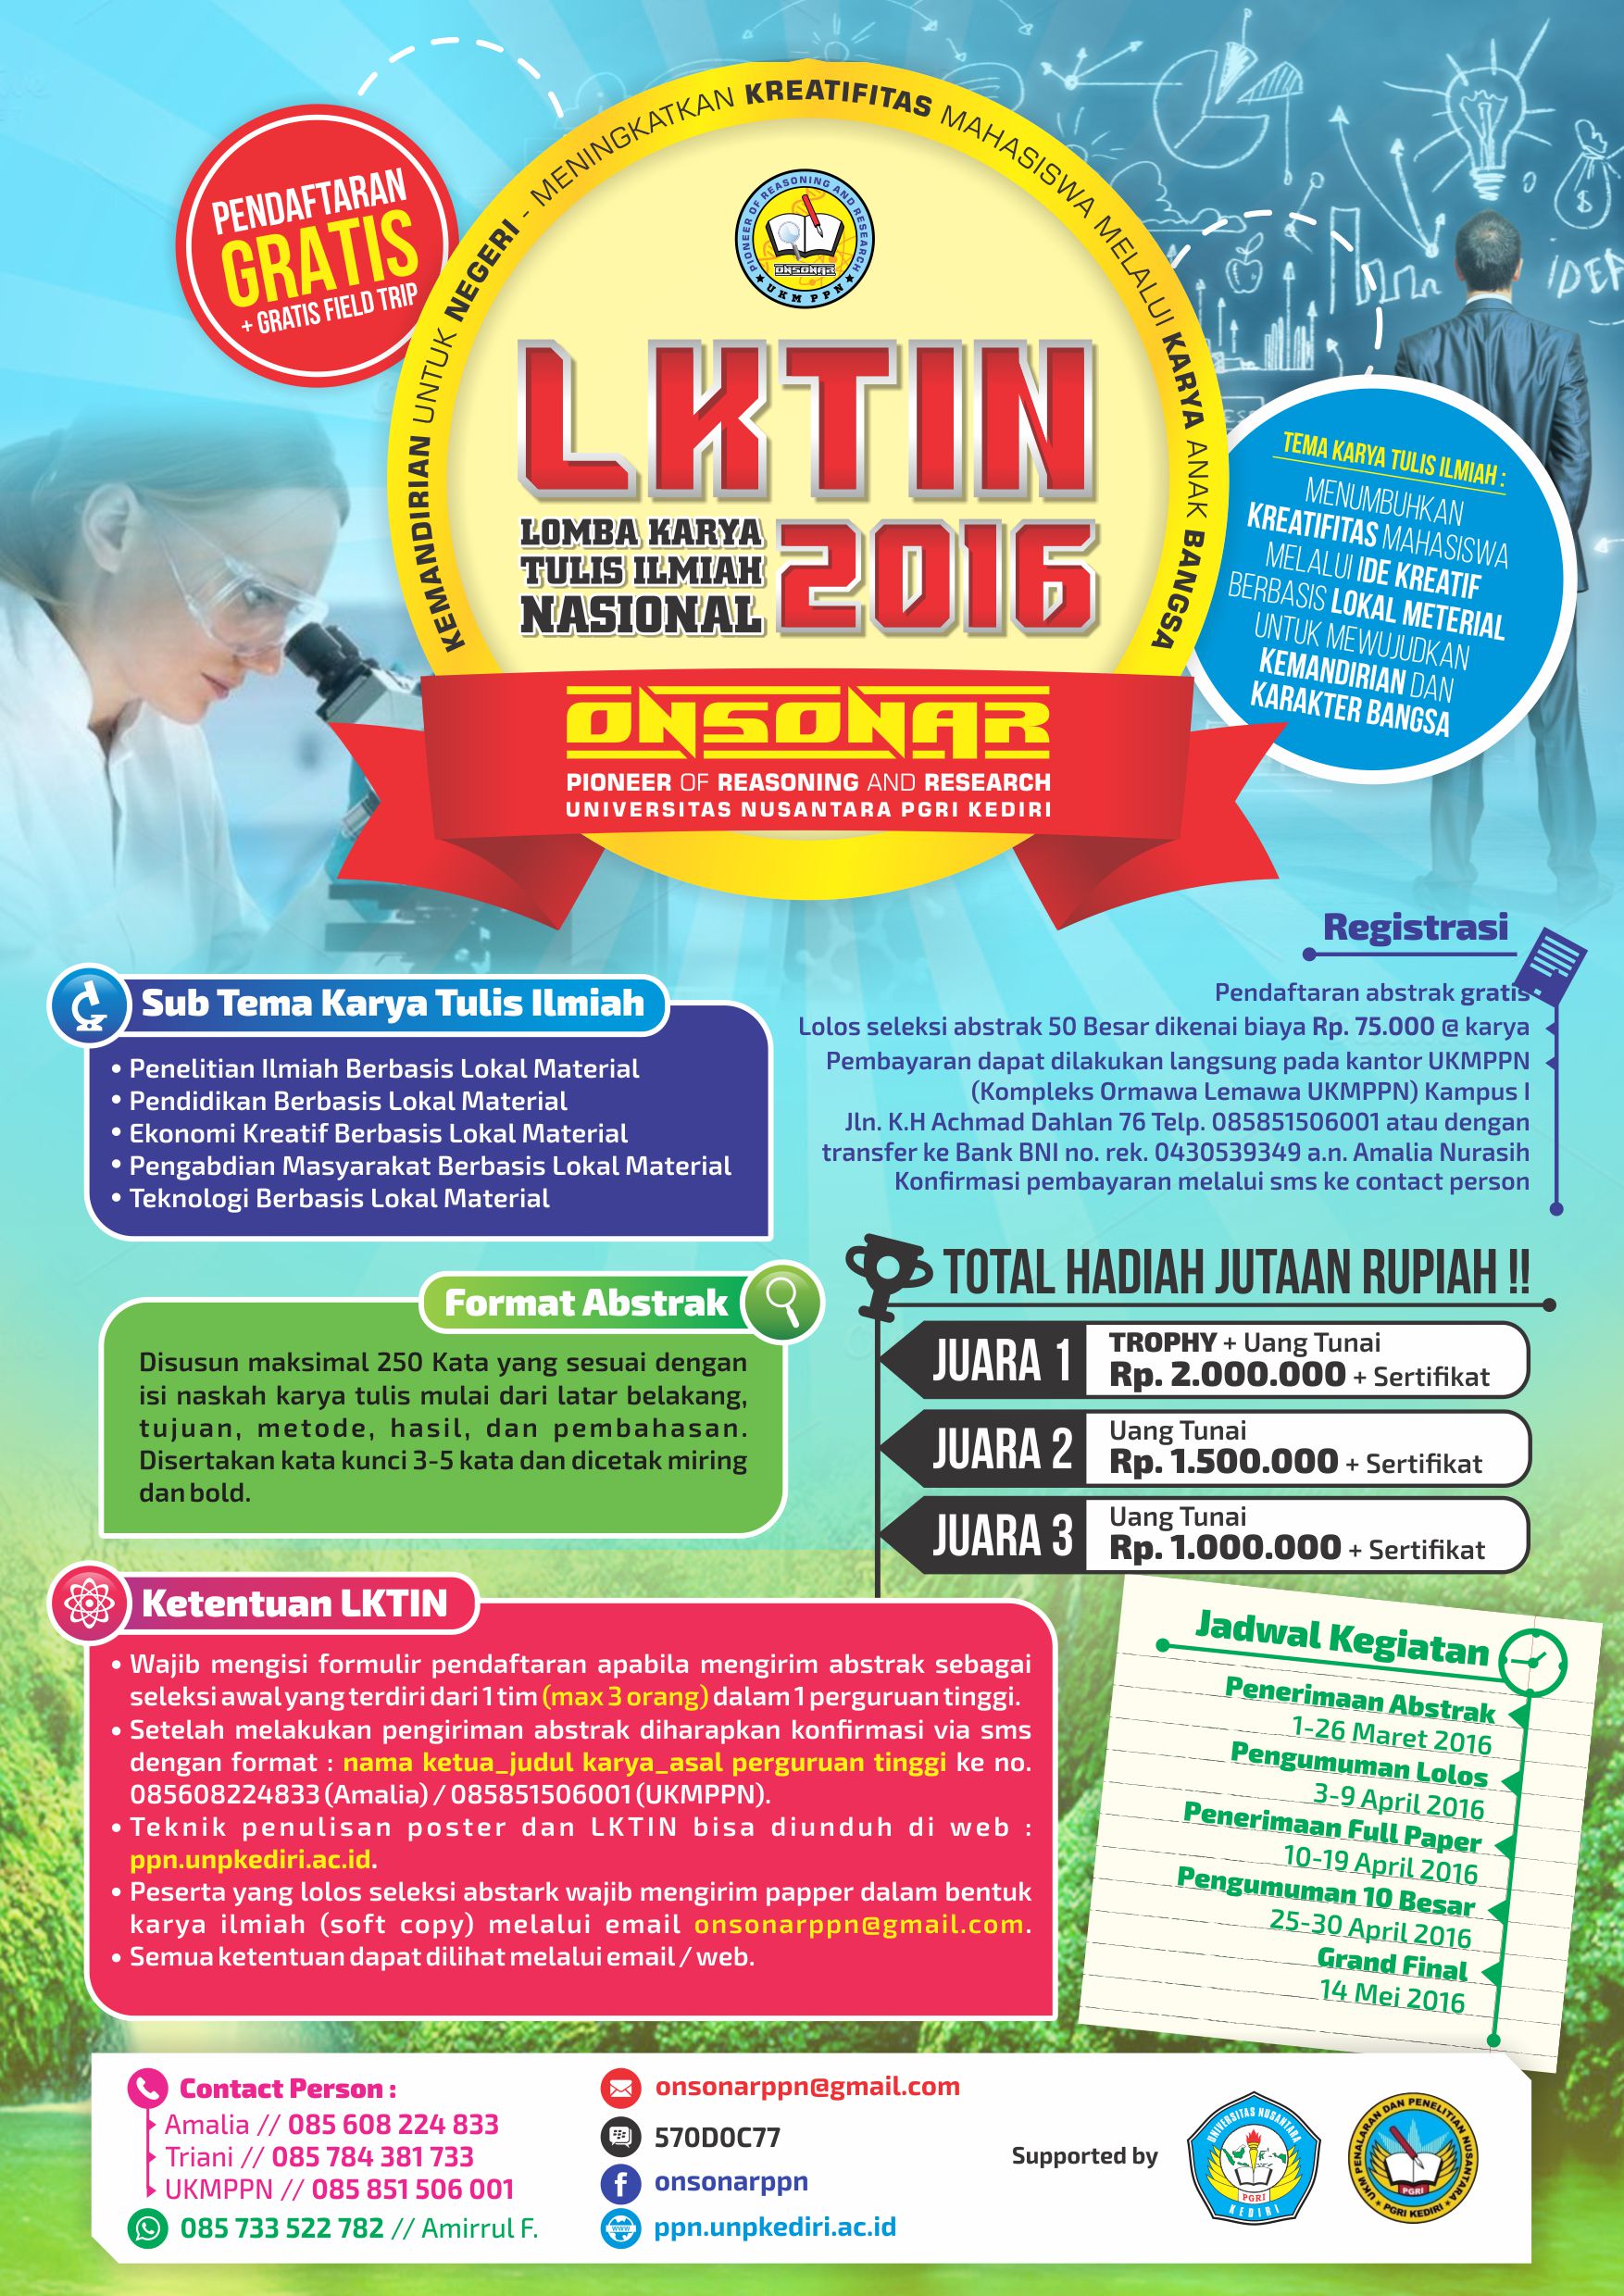 PENDAFTARAN
GRATIS
+ GRATIS FIELD TRIP
KEMANDIRIAN UNTUK NEGERI - MENINGKATKAN KREATIFITAS MAHASISWA MELALUI KARYA ANAK BANGSA
PIONEER OF REASONING AND RESEARCH
ONSONAR
UKM PPN
LKTIN
LOMBA KARYA
TULIS ILMIAH
NASIONAL
2016
ONSONAR
PIONEER OF REASONING AND RESEARCH
UNIVERSITAS NUSANTARA PGRI KEDIRI
TEMA KARYA TULIS ILMIAH :
MENUMBUHKAN
KREATIFITAS MAHASISWA
MELALUI IDE KREATIF
BERBASIS LOKAL METERIAL
UNTUK MEWUJUDKAN
KEMANDIRIAN DAN
KARAKTER BANGSA
Registrasi
Pendaftaran abstrak gratis
Lolos seleksi abstrak 50 Besar dikenai biaya Rp. 75.000 @ karya
Pembayaran dapat dilakukan langsung pada kantor UKMPPN
(Kompleks Ormawa Lemawa UKMPPN) Kampus I
Jln. K.H Achmad Dahlan 76 Telp. 085851506001 atau dengan
transfer ke Bank BNI no. rek. 0430539349 a.n. Amalia Nurasih
Konfirmasi pembayaran melalui sms ke contact person
Sub Tema Karya Tulis Ilmiah
• Penelitian Ilmiah Berbasis Lokal Material
• Pendidikan Berbasis Lokal Material
• Ekonomi Kreatif Berbasis Lokal Material
• Pengabdian Masyarakat Berbasis Lokal Material
• Teknologi Berbasis Lokal Material
Format Abstrak
Disusun maksimal 250 Kata yang sesuai dengan
isi naskah karya tulis mulai dari latar belakang,
tujuan, metode, hasil, dan pembahasan.
Disertakan kata kunci 3-5 kata dan dicetak miring
dan bold.
TOTAL HADIAH JUTAAN RUPIAH !!
JUARA 1
TROPHY + Uang Tunai
Rp. 2.000.000 + Sertifikat
JUARA 2
Uang Tunai
Rp. 1.500.000 + Sertifikat
JUARA 3
Uang Tunai
Rp. 1.000.000 + Sertifikat
Ketentuan LKTIN
• Wajib mengisi formulir pendaftaran apabila mengirim abstrak sebagai
seleksi awal yang terdiri dari 1 tim (max 3 orang) dalam 1 perguruan tinggi.
• Setelah melakukan pengiriman abstrak diharapkan konfirmasi via sms
dengan format : nama ketua_judul karya_asal perguruan tinggi ke no.
085608224833 (Amalia) / 085851506001 (UKMPPN).
• Teknik penulisan poster dan LKTIN bisa diunduh di web :
ppn.unpkediri.ac.id.
• Peserta yang lolos seleksi abstark wajib mengirim papper dalam bentuk
karya ilmiah (soft copy) melalui email onsonarppn@gmail.com.
• Semua ketentuan dapat dilihat melalui email / web.
Jadwal Kegiatan
Penerimaan Abstrak
1-26 Maret 2016
Pengumuman Lolos
3-9 April 2016
Penerimaan Full Paper
10-19 April 2016
Pengumuman 10 Besar
25-30 April 2016
Grand Final
14 Mei 2016
Contact Person :
Amalia // 085 608 224 833
Triani // 085 784 381 733
UKMPPN // 085 851 506 001
085 733 522 782 // Amirrul F.
onsonarppn@gmail.com
570D0C77
onsonarppn
www
ppn.unpkediri.ac.id
Supported by
UNIVERSITAS NUSANTARA
PGRI
KEDIRI
UKM PENALARAN DAN PENELITIAN NUSANTARA
PGRI
PGRI KEDIRI